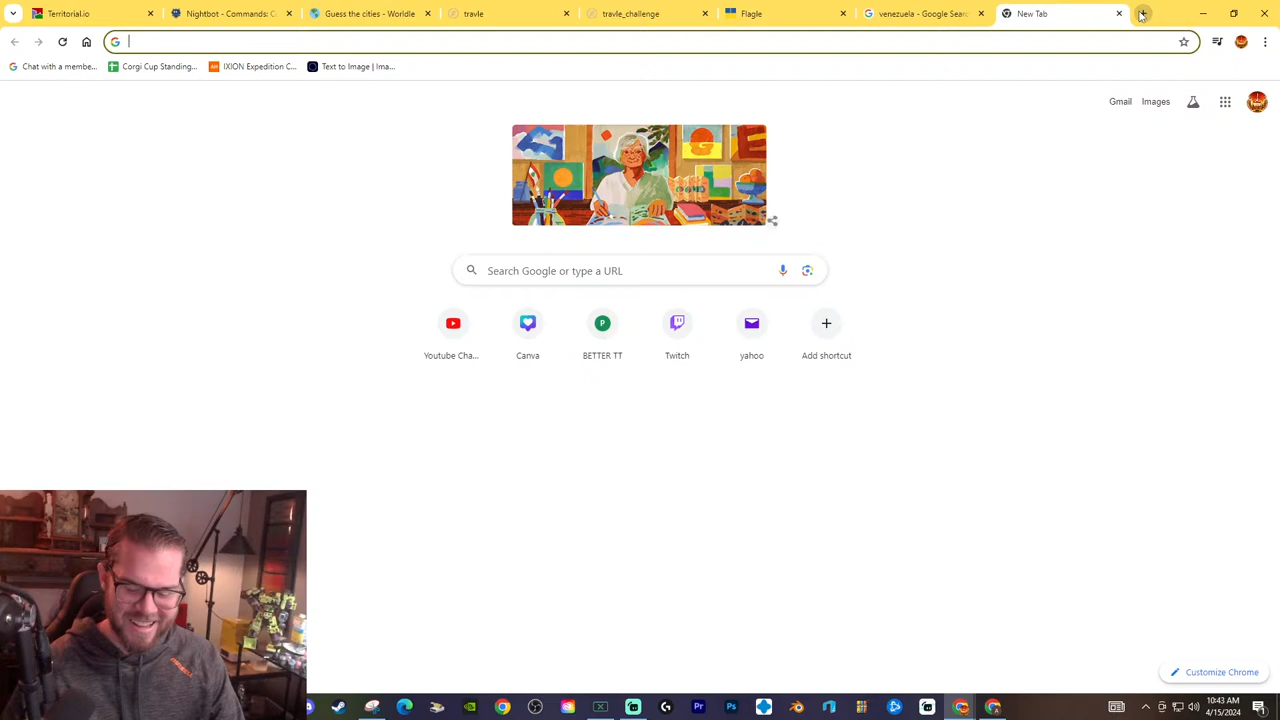 Territorial.io
Nightbot - Commands: C
Guess the cities - Worldle
travle
travle_challenge
Flagle
venezuela - Google Searc
New Tab
Chat with a membe...
Corgi Cup Standing...
IXION Expedition C...
Text to Image | Ima...
Gmail
Images
Search Google or type a URL
Youtube Cha...
Canva
P
BETTER TT
Twitch
yahoo
Add shortcut
Customize Chrome
Pr
Ps
10:43 AM
4/15/2024